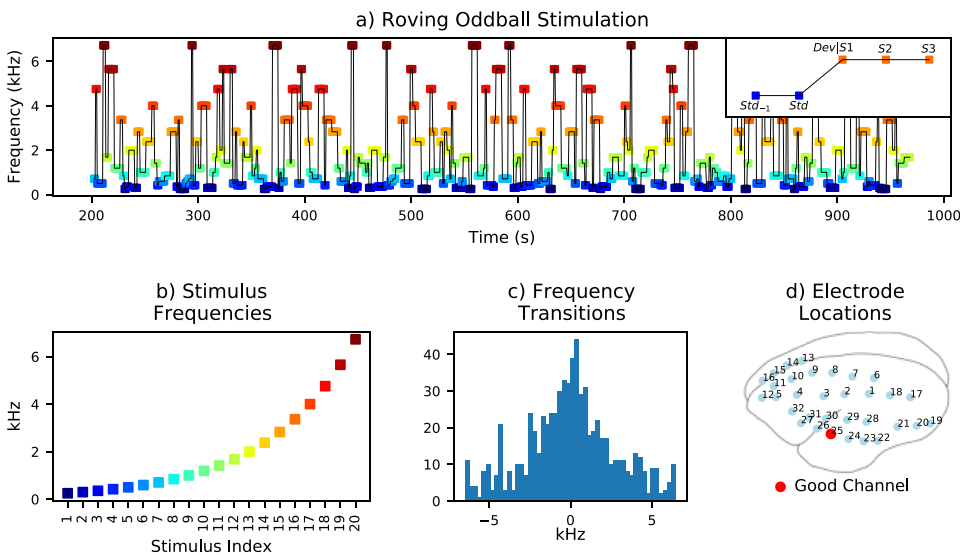 a) Roving Oddball Stimulation
Frequency (kHz)
6
4
2
0
200 300 400 500 600 700 800 900 1000
Time (s)
Dev|S1 S2 S3
Std−1 Std
b) Stimulus
Frequencies
kHz
6
4
2
0
1 2 3 4 5 6 7 8 9 10 11 12 13 14 15 16 17 18 19 20
Stimulus Index
c) Frequency
Transitions
40
30
20
10
0
−5 0 5
kHz
d) Electrode
Locations
14 13
16 15 11 10 9 8 7 6
12 5 4 3 2 1 18 17
32 31 30 29 28
27 26 25 24 23 22 21 20 19
Good Channel